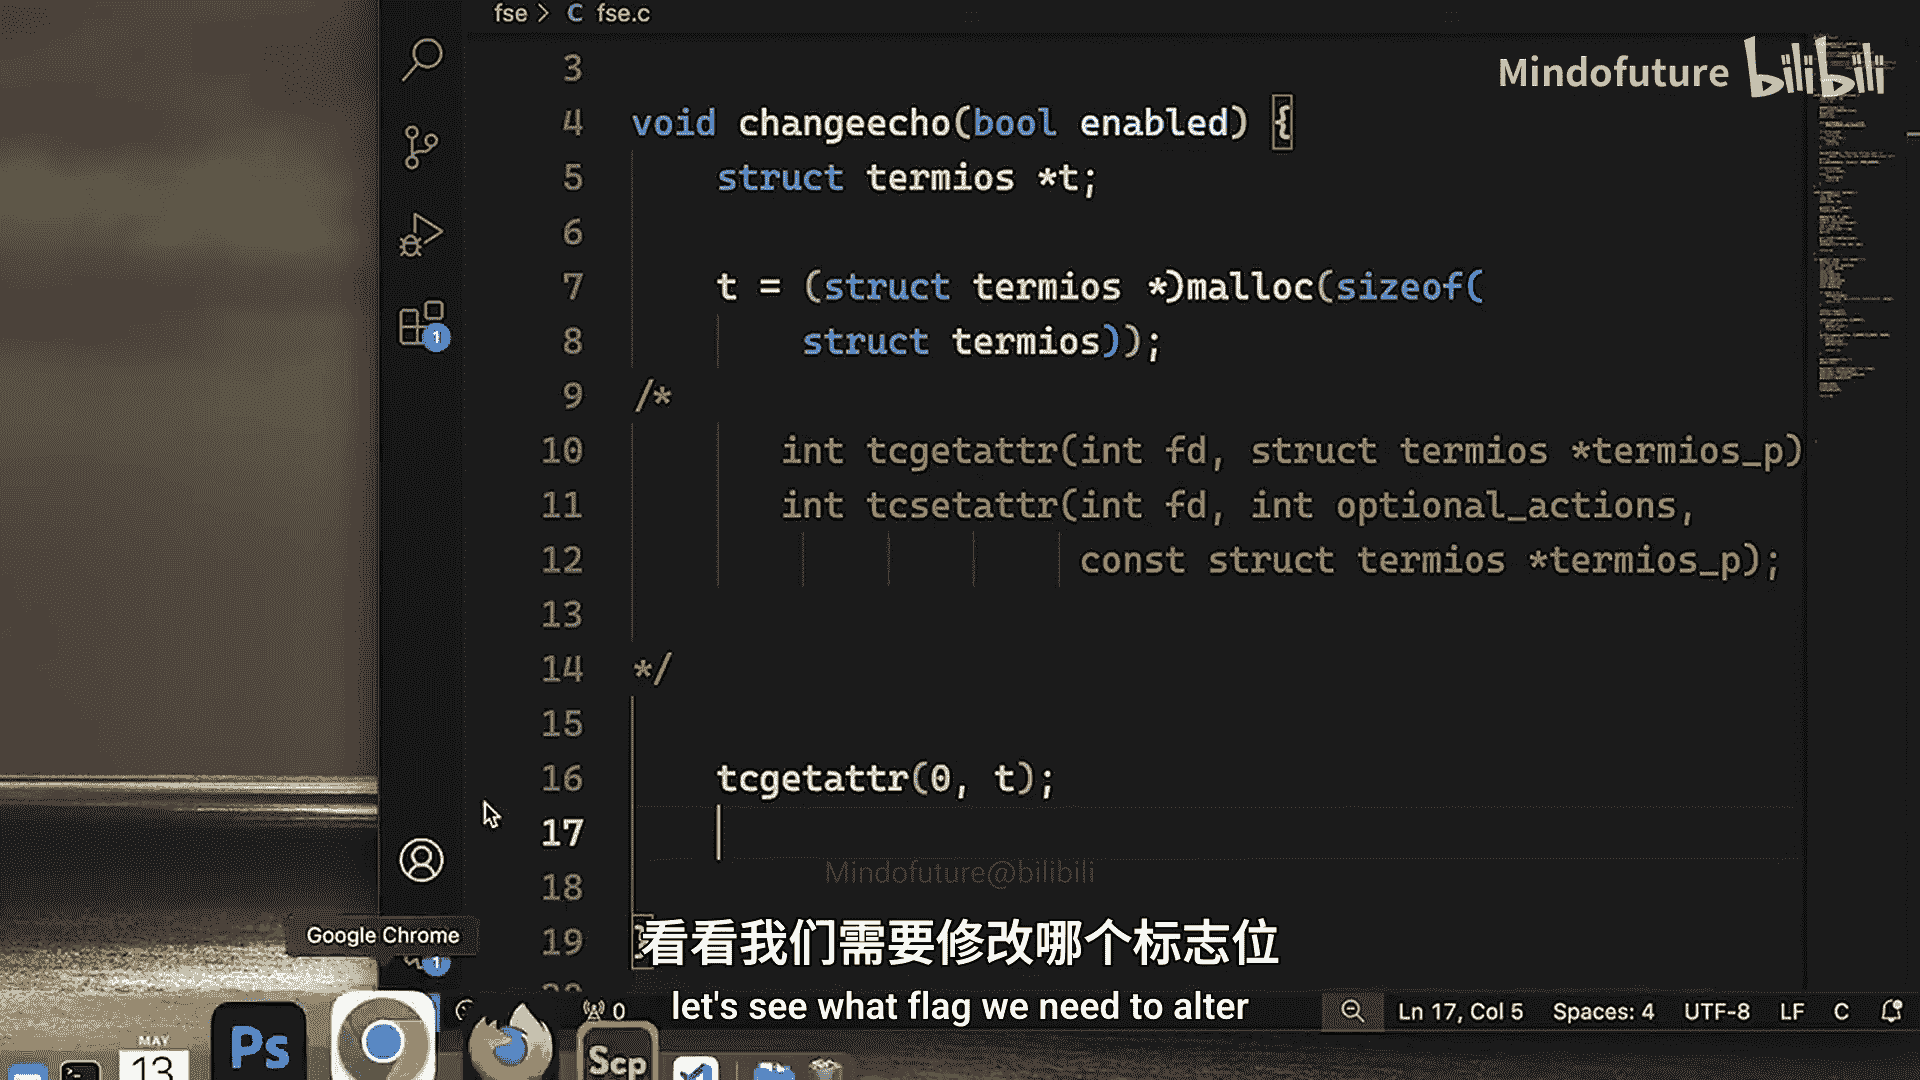 fse > C fse.c
Mindofuture bilibili
3
4 void changeecho(bool enabled) {
5 struct termios *t;
6
7 t = (struct termios *)malloc(sizeof(
8 struct termios));
9 /*
10 int tcgetattr(int fd, struct termios *termios_p)
11 int tcsetattr(int fd, int optional_actions,
12 const struct termios *termios_p);
13
14 */
15
16 tcgetattr(0, t);
17
18
19 }
1
Mindofuture@bilibili
Google Chrome
1
看看我们需要修改哪个标志位
let's see what flag we need to alter
0
Ln 17, Col 5 Spaces: 4 UTF-8 LF C
MAY
13
Ps
Scp